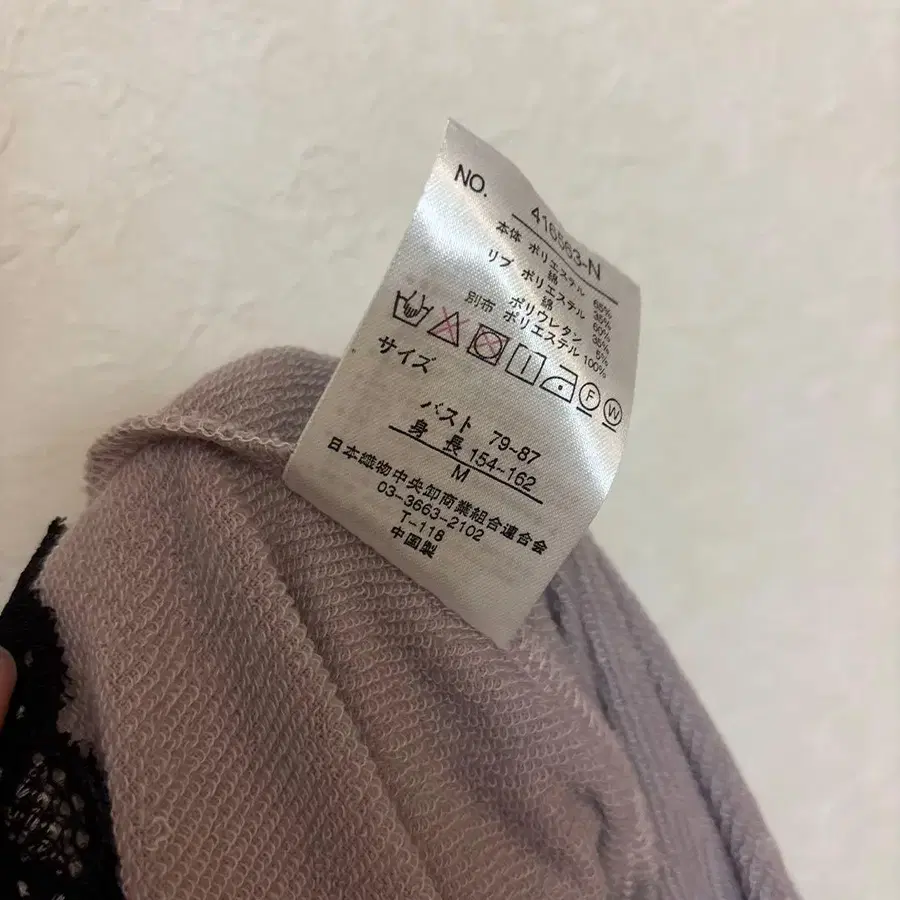 NO. 416563-N
本体 ポリエステル 65%
綿 35%
リブ ポリエステル 60%
綿 35%
ポリウレタン 5%
別布 ポリエステル 100%
F W
サイズ
バスト 79-87
身長 154-162
M
日本織物中央卸商業組合連合会
03-3663-2102
T-118
中国製